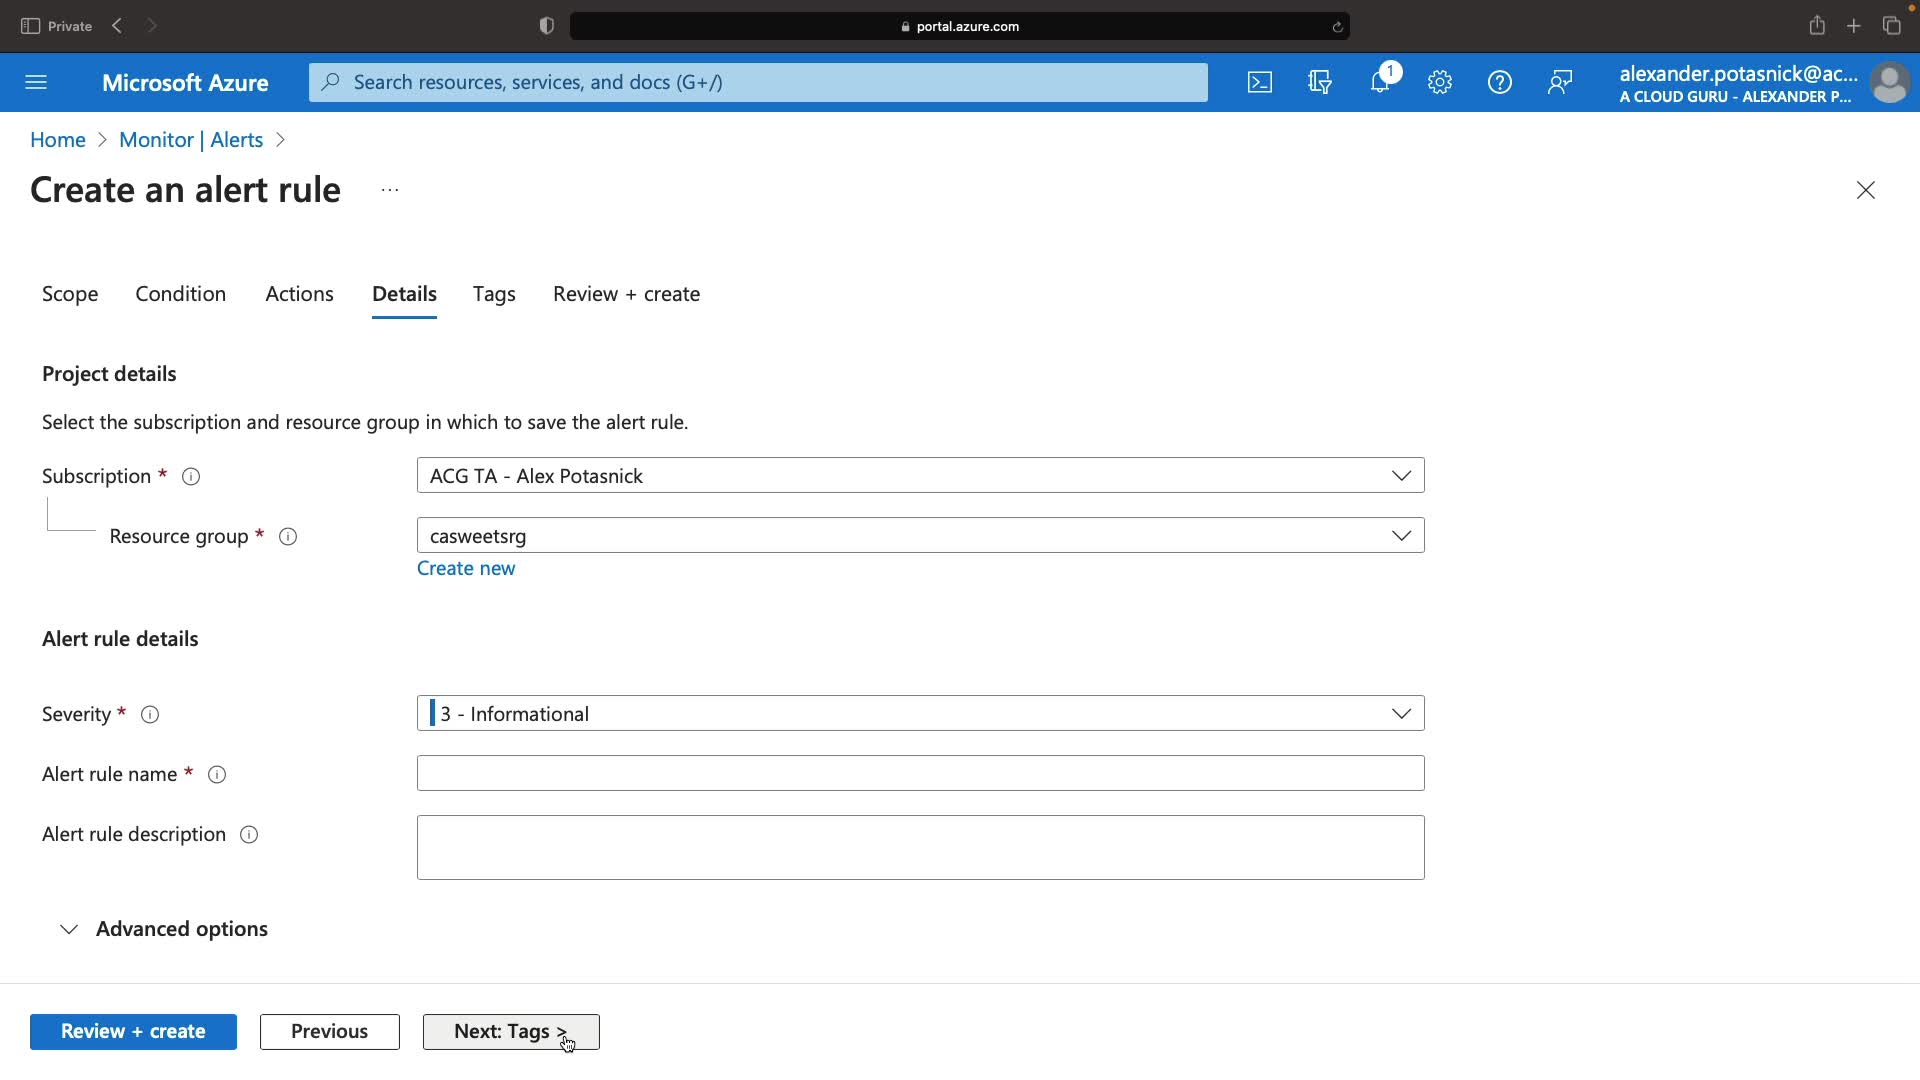 Private
portal.azure.com
Microsoft Azure
Search resources, services, and docs (G+/)
1
alexander.potasnick@ac...
A CLOUD GURU - ALEXANDER P...
Home > Monitor | Alerts >
Create an alert rule ...
Scope Condition Actions Details Tags Review + create
Project details
Select the subscription and resource group in which to save the alert rule.
Subscription *
ACG TA - Alex Potasnick
Resource group *
casweetsrg
Create new
Alert rule details
Severity *
3 - Informational
Alert rule name *
Alert rule description
Advanced options
Review + create
Previous
Next: Tags >